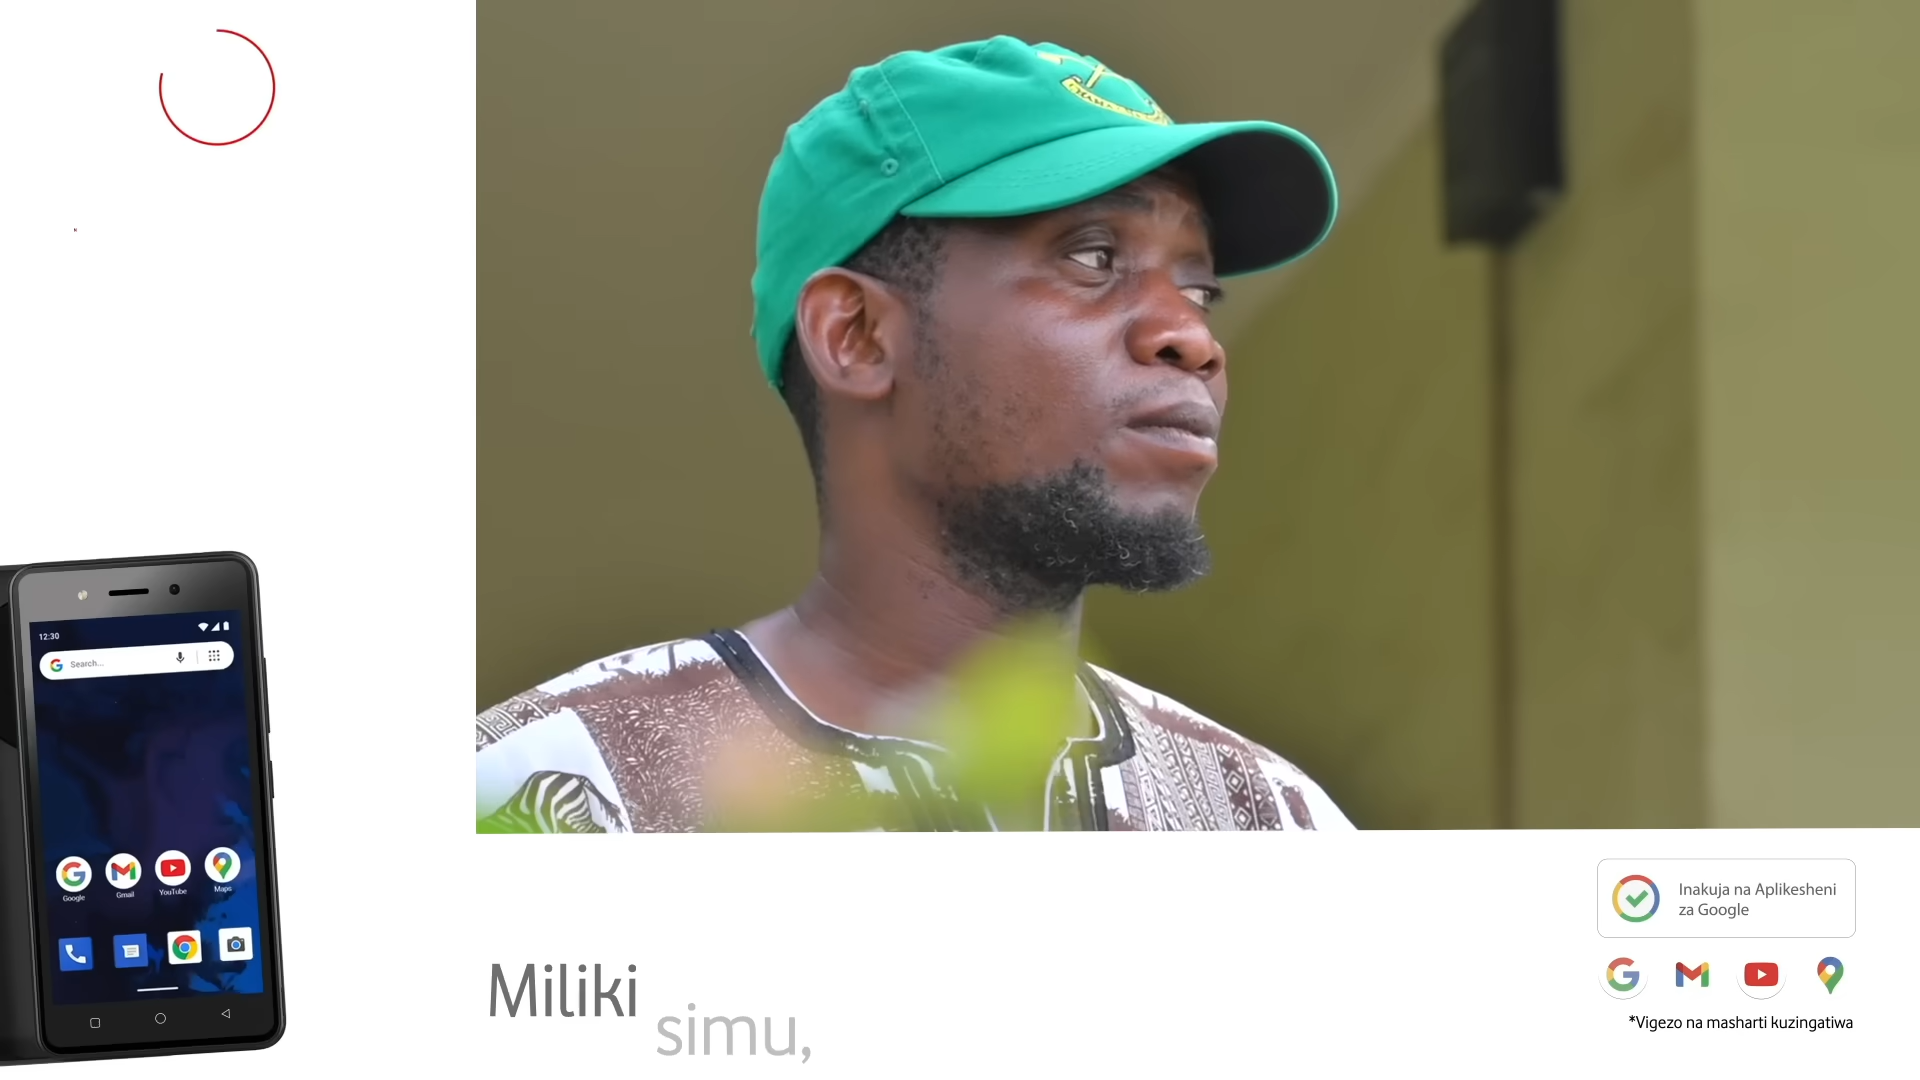 12:30
Search...
Google
Gmail
YouTube
Maps
Miliki
simu,
Inakuja na Aplikesheni
za Google
*Vigezo na masharti kuzingatiwa